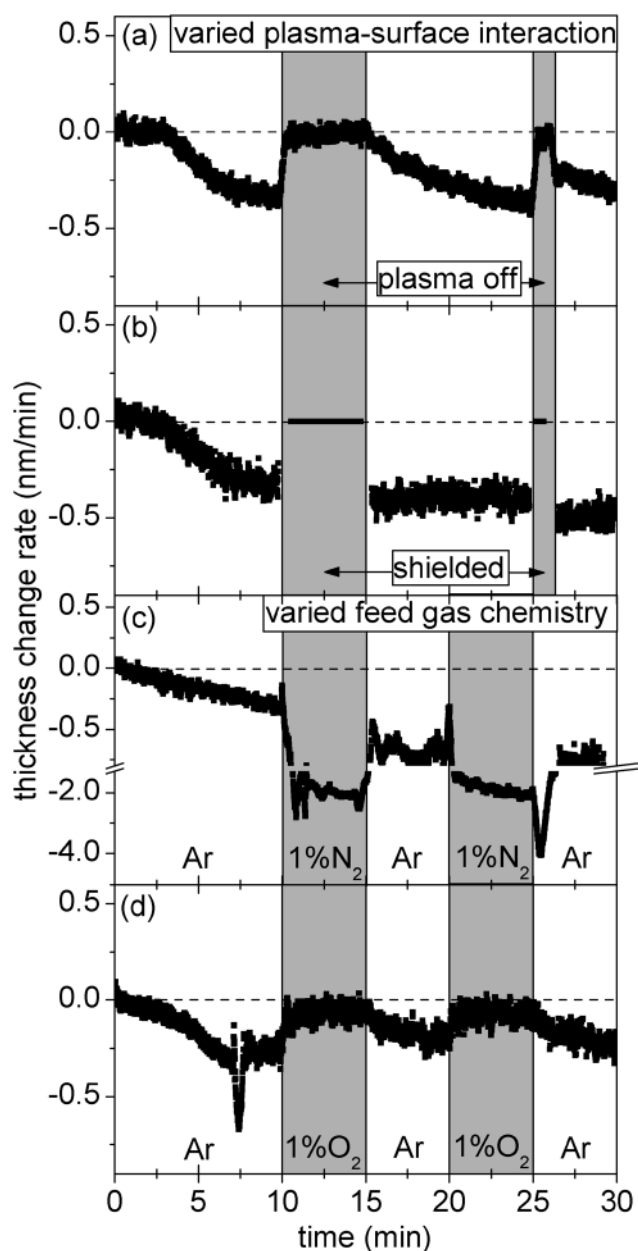 (a) varied plasma-surface interaction
0.5
0.0
-0.5
plasma off
(b)
0.5
0.0
-0.5
shielded
(c) varied feed gas chemistry
0.5
0.0
-0.5
-2.0
-4.0
Ar 1%N₂ Ar 1%N₂ Ar
(d)
0.5
0.0
-0.5
Ar 1%O₂ Ar 1%O₂ Ar
0 5 10 15 20 25 30
time (min)
thickness change rate (nm/min)